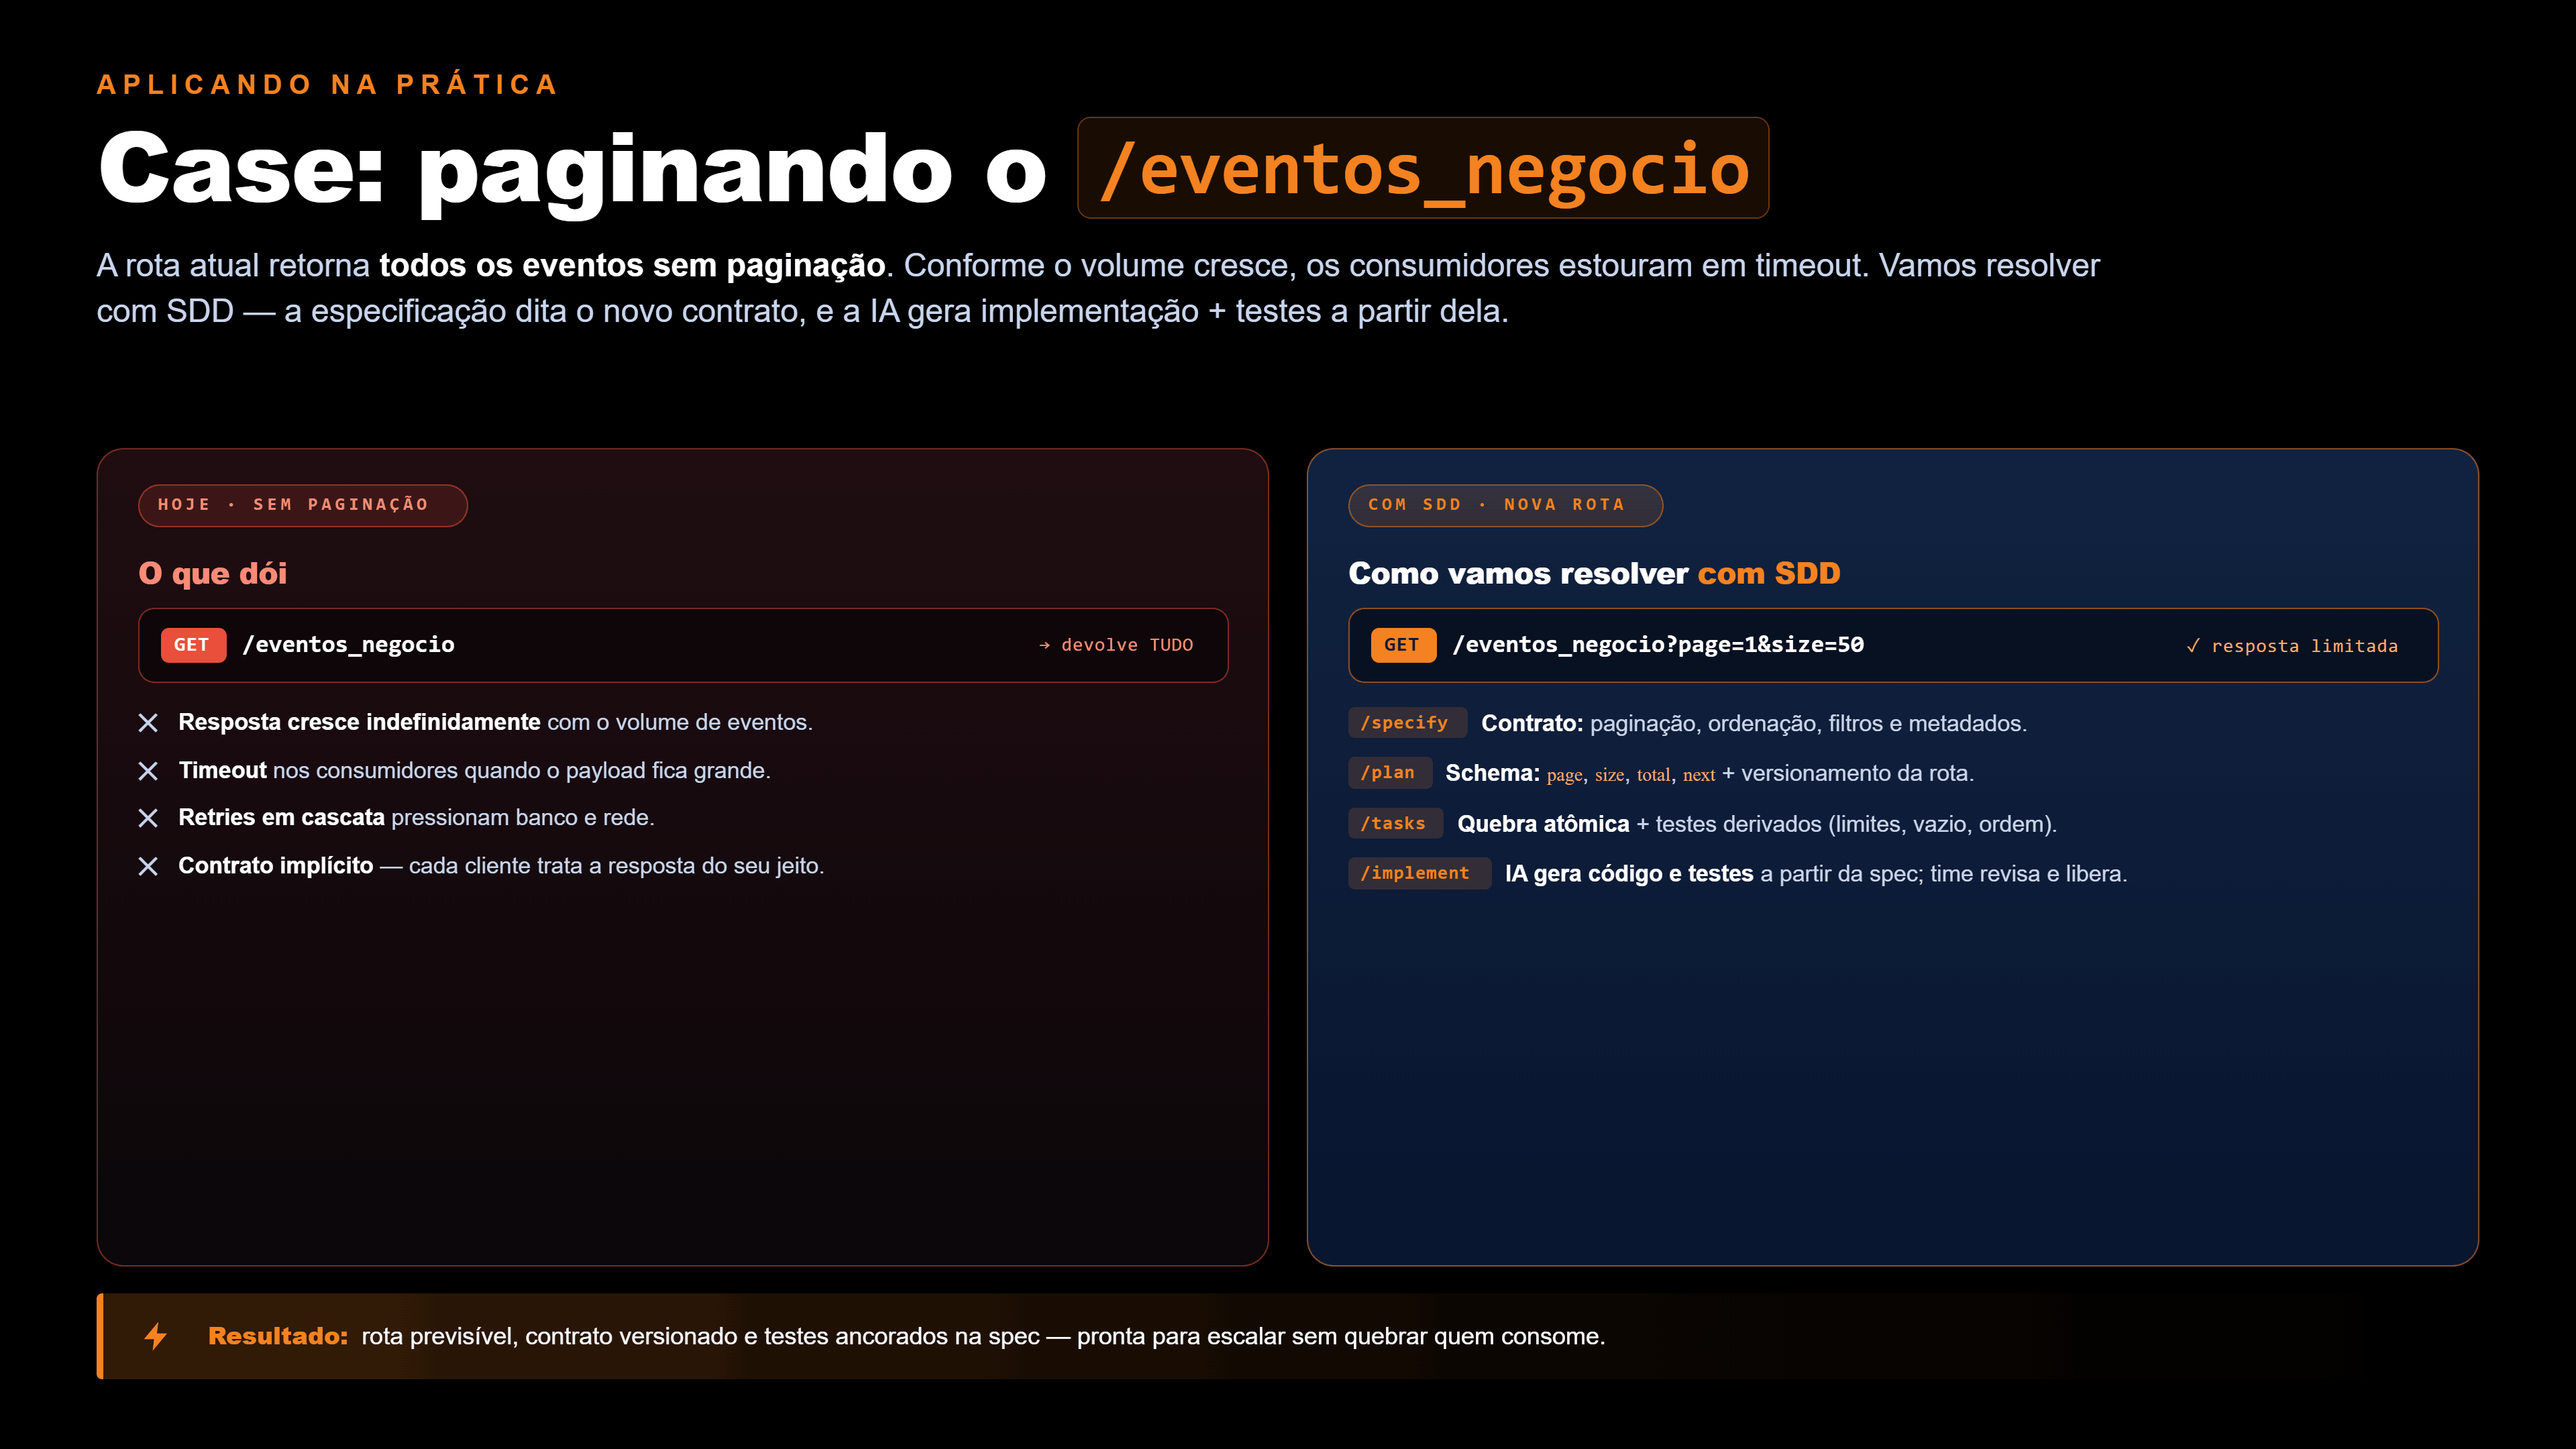 APLICANDO NA PRÁTICA
Case: paginando o /eventos_negocio
A rota atual retorna todos os eventos sem paginação. Conforme o volume cresce, os consumidores estouram em timeout. Vamos resolver
com SDD — a especificação dita o novo contrato, e a IA gera implementação + testes a partir dela.
HOJE · SEM PAGINAÇÃO
O que dói
GET /eventos_negocio → devolve TUDO
✕ Resposta cresce indefinidamente com o volume de eventos.
✕ Timeout nos consumidores quando o payload fica grande.
✕ Retries em cascata pressionam banco e rede.
✕ Contrato implícito — cada cliente trata a resposta do seu jeito.
COM SDD · NOVA ROTA
Como vamos resolver com SDD
GET /eventos_negocio?page=1&size=50 ✓ resposta limitada
/specify Contrato: paginação, ordenação, filtros e metadados.
/plan Schema: page, size, total, next + versionamento da rota.
/tasks Quebra atômica + testes derivados (limites, vazio, ordem).
/implement IA gera código e testes a partir da spec; time revisa e libera.
Resultado: rota previsível, contrato versionado e testes ancorados na spec — pronta para escalar sem quebrar quem consome.